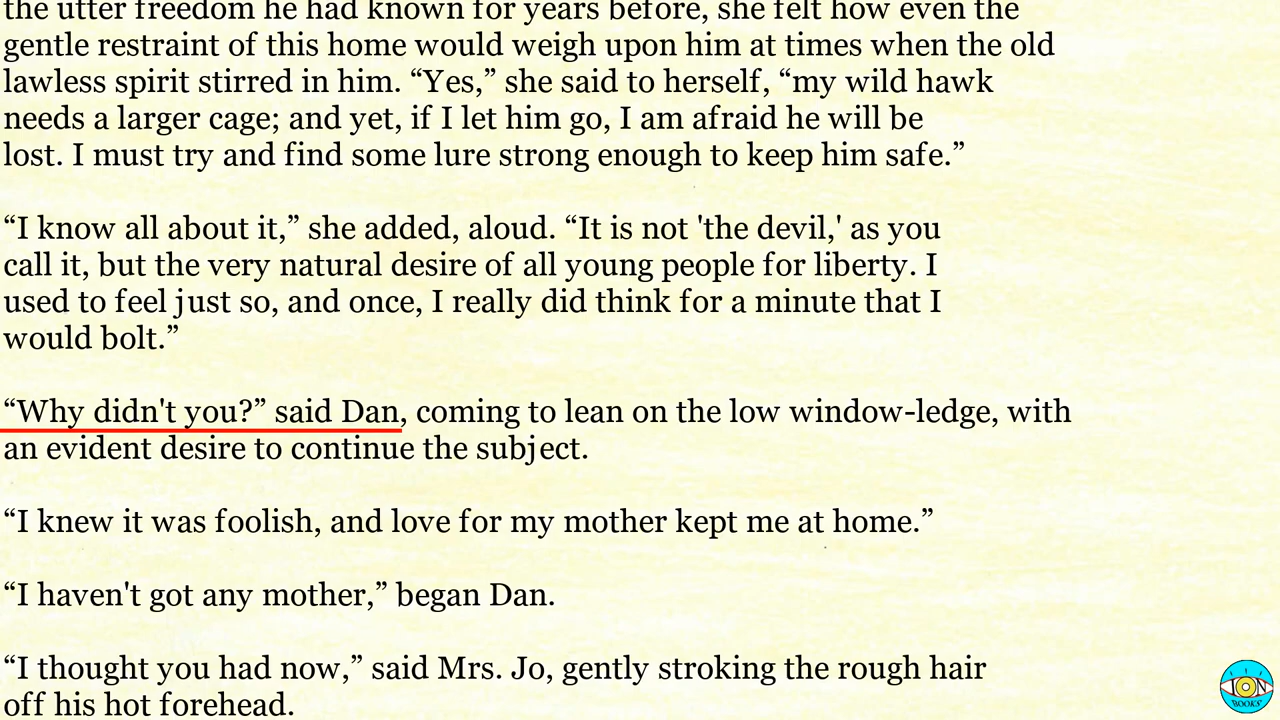 the utter freedom he had known for years before, she felt how even the
gentle restraint of this home would weigh upon him at times when the old
lawless spirit stirred in him. “Yes,” she said to herself, “my wild hawk
needs a larger cage; and yet, if I let him go, I am afraid he will be
lost. I must try and find some lure strong enough to keep him safe.”
“I know all about it,” she added, aloud. “It is not 'the devil,' as you
call it, but the very natural desire of all young people for liberty. I
used to feel just so, and once, I really did think for a minute that I
would bolt.”
“Why didn't you?” said Dan, coming to lean on the low window-ledge, with
an evident desire to continue the subject.
“I knew it was foolish, and love for my mother kept me at home.”
“I haven't got any mother,” began Dan.
“I thought you had now,” said Mrs. Jo, gently stroking the rough hair
off his hot forehead.
ION
BOOKS